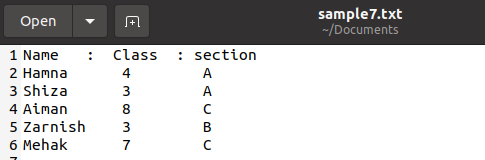 Open
sample7.txt
~/Documents
1 Name   :  Class  : section
2 Hamna      4        A
3 Shiza      3        A
4 Aiman      8        C
5 Zarnish    3        B
6 Mehak      7        C